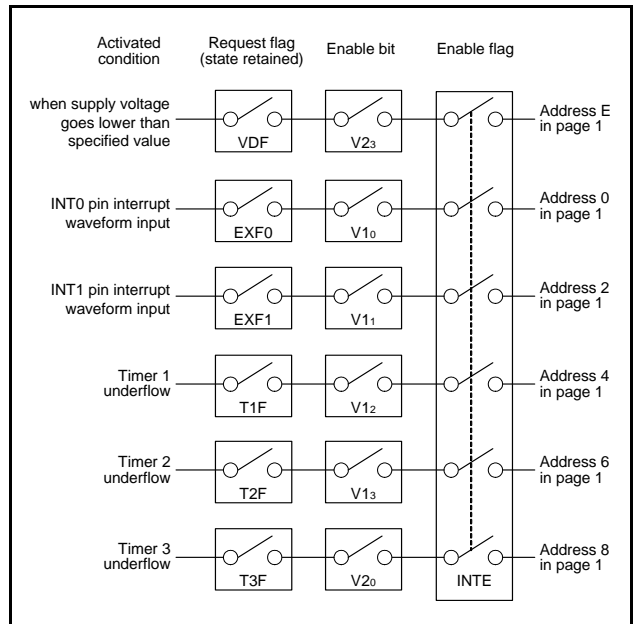 Activated condition
Request flag (state retained)
Enable bit
Enable flag
when supply voltage
goes lower than
specified value
VDF
V2₃
Address E
in page 1
INT0 pin interrupt
waveform input
EXF0
V1₀
Address 0
in page 1
INT1 pin interrupt
waveform input
EXF1
V1₁
Address 2
in page 1
Timer 1
underflow
T1F
V1₂
Address 4
in page 1
Timer 2
underflow
T2F
V1₃
Address 6
in page 1
Timer 3
underflow
T3F
V2₀
INTE
Address 8
in page 1